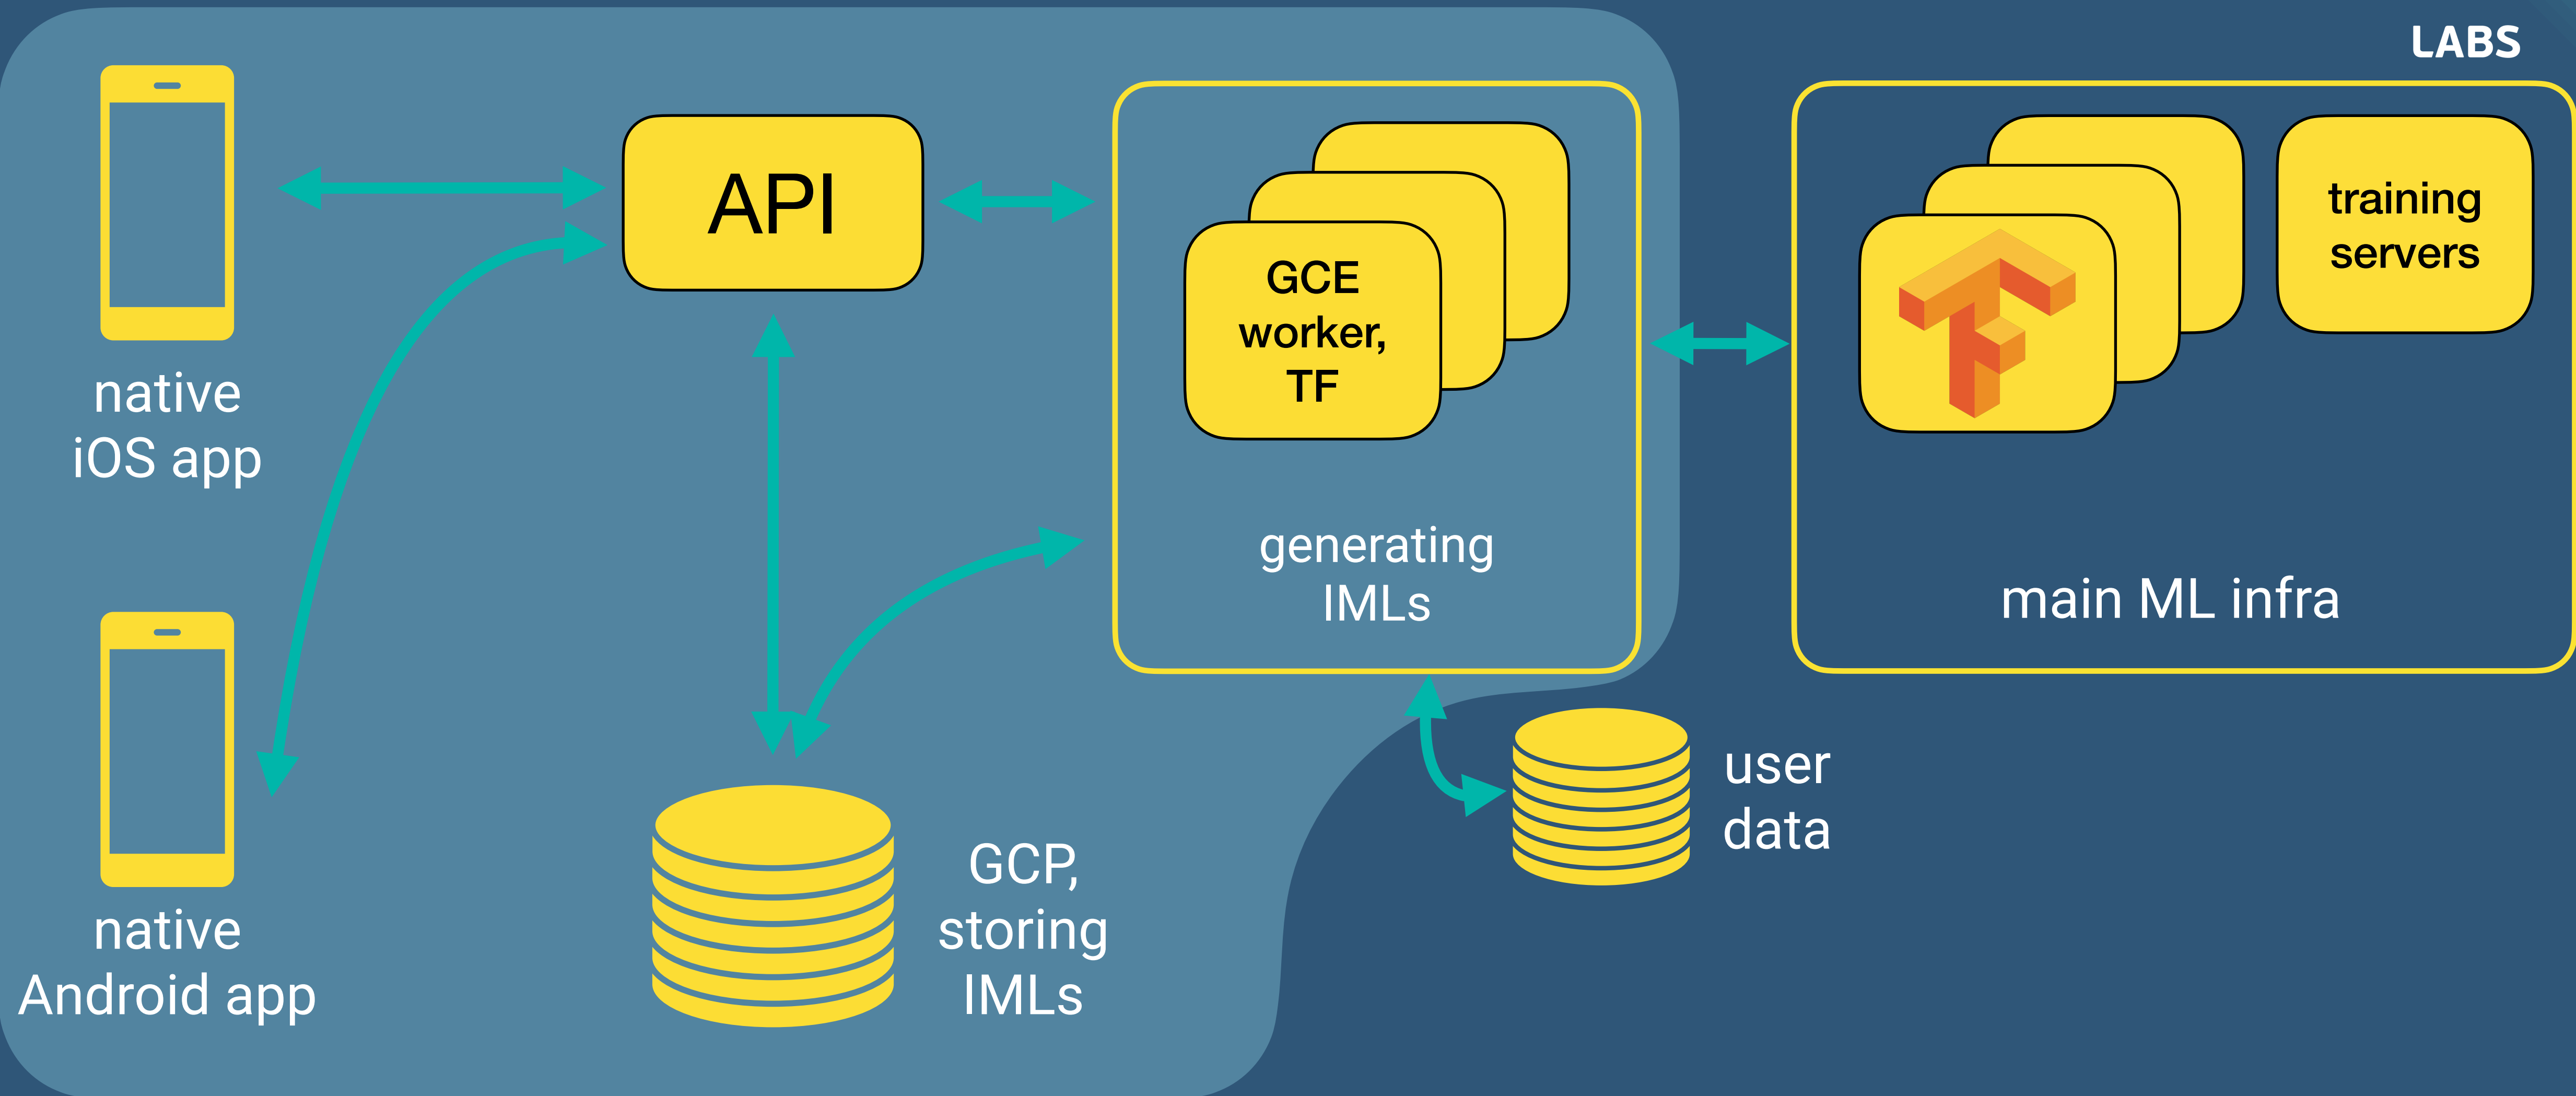 LABS
native
iOS app
API
GCE
worker,
TF
generating
IMLs
training
servers
main ML infra
native
Android app
GCP,
storing
IMLs
user
data